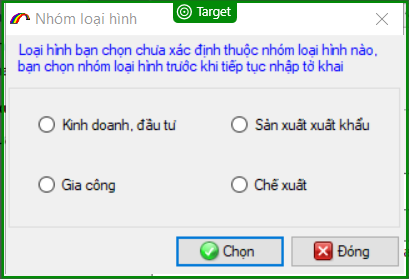 Target
Nhóm loại hình
Loại hình bạn chọn chưa xác định thuộc nhóm loại hình nào,
bạn chọn nhóm loại hình trước khi tiếp tục nhập tờ khai
Kinh doanh, đầu tư
Sản xuất xuất khẩu
Gia công
Chế xuất
Chọn
Đóng